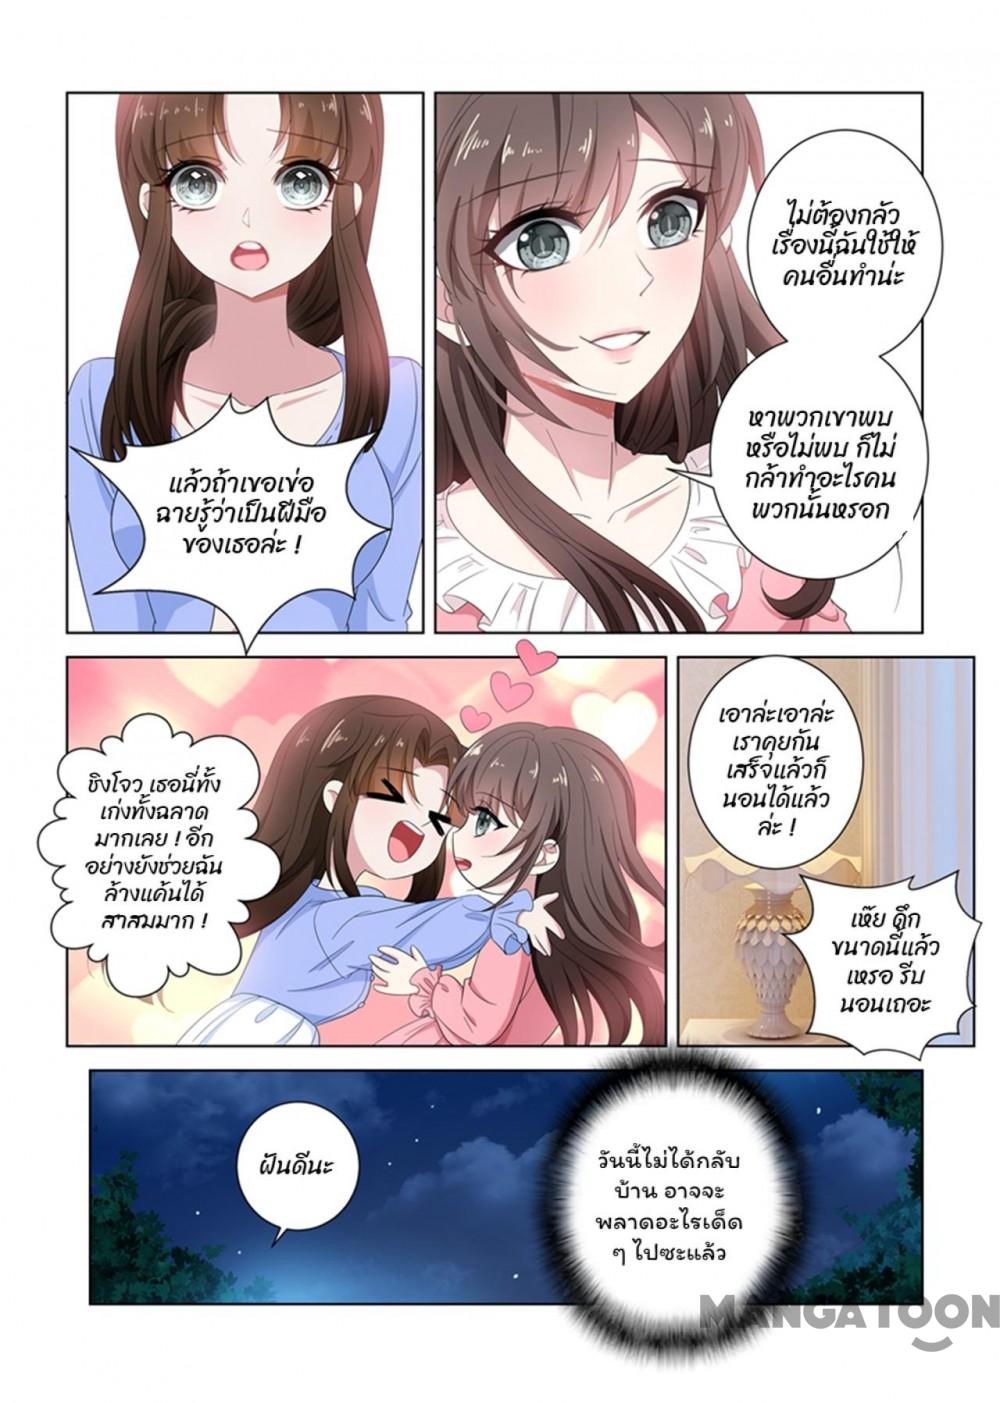 แล้วถ้าเขอเข่อ
ฉายรู้ว่าเป็นฝีมือ
ของเธอล่ะ !
ไม่ต้องกลัว
เรื่องนี้ฉันใช้ให้
คนอื่นทำน่ะ
หาพวกเขาพบ
หรือไม่พบ ก็ไม่
กล้าทำอะไรคน
พวกนั้นหรอก
ชิงโจว เธอนี่ทั้ง
เก่งทั้งฉลาด
มากเลย ! อีก
อย่างยังช่วยฉัน
ล้างแค้นได้
สาสมมาก !
เอาล่ะเอาล่ะ
เราคุยกัน
เสร็จแล้วก็
นอนได้แล้ว
ล่ะ !
เห๊ย ดึก
ขนาดนี้แล้ว
เหรอ รีบ
นอนเถอะ
ฝันดีนะ
วันนี้ไม่ได้กลับ
บ้าน อาจจะ
พลาดอะไรเด็ด
ๆ ไปซะแล้ว
MANGATOON